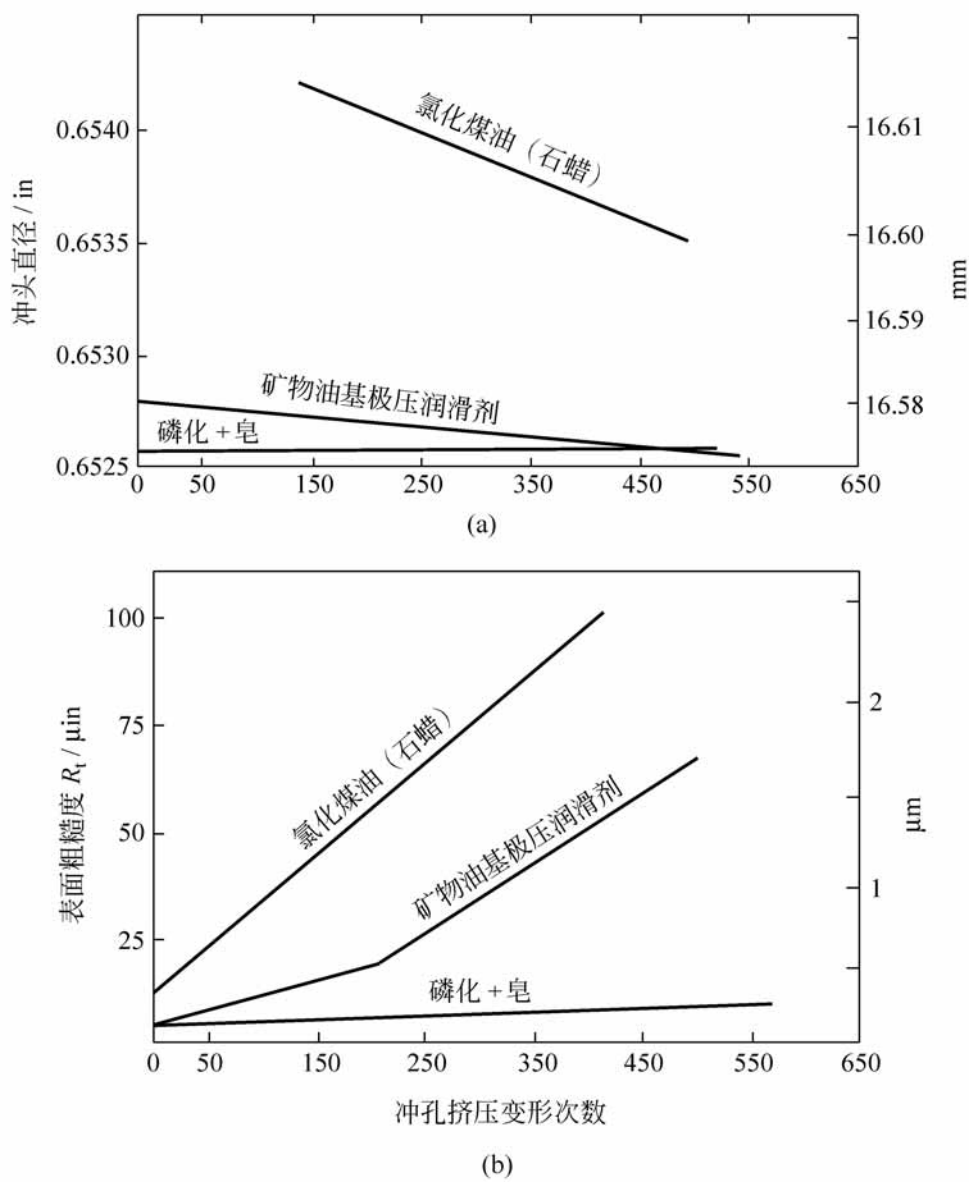 0.6540
0.6535
0.6530
0.6525
冲头直径 / in
氯化煤油（石蜡）
矿物油基极压润滑剂
磷化 + 皂
16.61
16.60
16.59
16.58
mm
0 50 150 250 350 450 550 650
(a)
100
75
50
25
表面粗糙度 Rt / μin
氯化煤油（石蜡）
矿物油基极压润滑剂
磷化 + 皂
2
1
μm
0 50 150 250 350 450 550 650
冲孔挤压变形次数
(b)